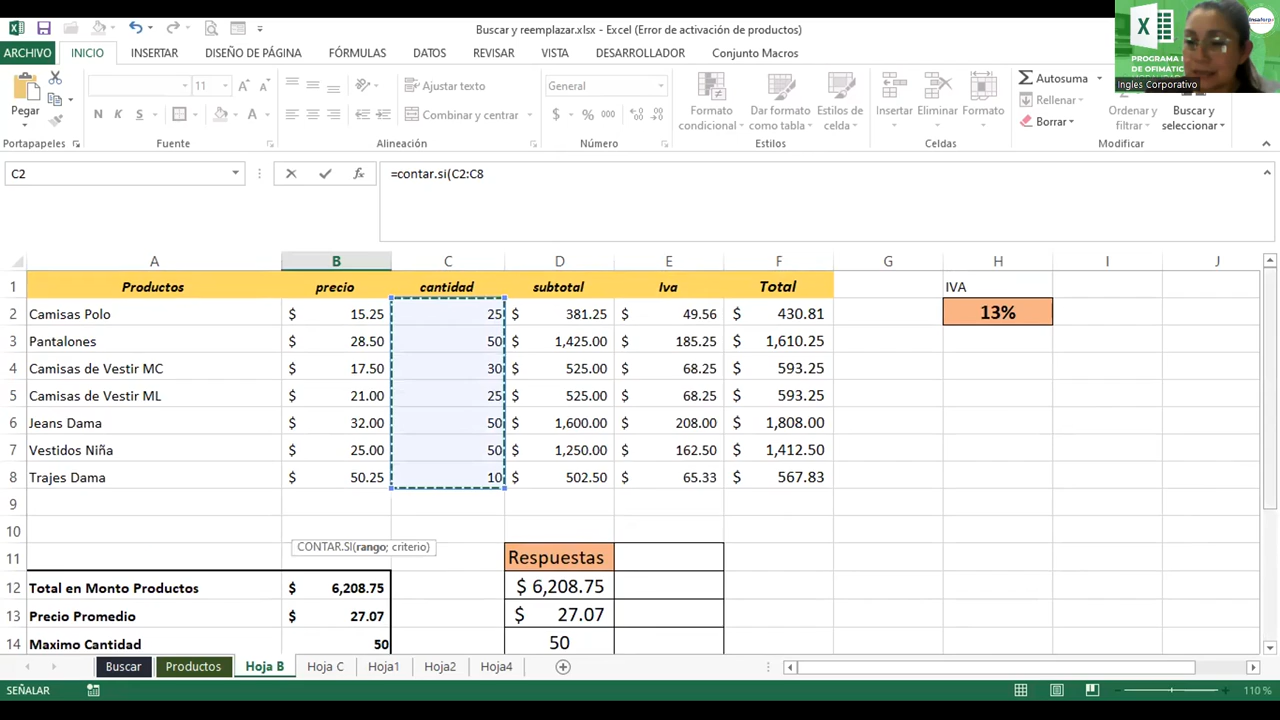 Buscar y reemplazar.xlsx - Excel (Error de activación de productos)
ARCHIVO INICIO INSERTAR DISEÑO DE PÁGINA FÓRMULAS DATOS REVISAR VISTA DESARROLLADOR Conjunto Macros
PROGRAMA
DE OFIMÁTIC
Ingles Corporativo
Pegar
11
N K S
Ajustar texto
Combinar y centrar
General
$ % 000
Formato condicional
Dar formato como tabla
Estilos de celda
Insertar Eliminar Formato
Autosuma
Rellenar
Borrar
Ordenar y filtrar
Buscar y seleccionar
Portapapeles Fuente Alineación Número Estilos Celdas Modificar
C2 =contar.si(C2:C8
A B C D E F G H I J
1 Productos precio cantidad subtotal Iva Total IVA
2 Camisas Polo $ 15.25 25 $ 381.25 $ 49.56 $ 430.81 13%
3 Pantalones $ 28.50 50 $ 1,425.00 $ 185.25 $ 1,610.25
4 Camisas de Vestir MC $ 17.50 30 $ 525.00 $ 68.25 $ 593.25
5 Camisas de Vestir ML $ 21.00 25 $ 525.00 $ 68.25 $ 593.25
6 Jeans Dama $ 32.00 50 $ 1,600.00 $ 208.00 $ 1,808.00
7 Vestidos Niña $ 25.00 50 $ 1,250.00 $ 162.50 $ 1,412.50
8 Trajes Dama $ 50.25 10 $ 502.50 $ 65.33 $ 567.83
9
10
CONTAR.SI(rango; criterio)
11 Respuestas
12 Total en Monto Productos $ 6,208.75 $ 6,208.75
13 Precio Promedio $ 27.07 $ 27.07
14 Maximo Cantidad 50 50
Buscar Productos Hoja B Hoja C Hoja1 Hoja2 Hoja4
SEÑALAR 110 %